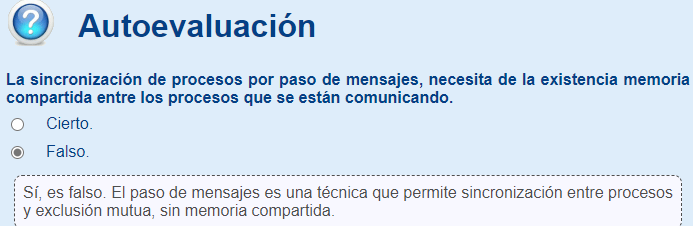 Autoevaluación
La sincronización de procesos por paso de mensajes, necesita de la existencia memoria
compartida entre los procesos que se están comunicando.
Cierto.
Falso.
Sí, es falso. El paso de mensajes es una técnica que permite sincronización entre procesos
y exclusión mutua, sin memoria compartida.